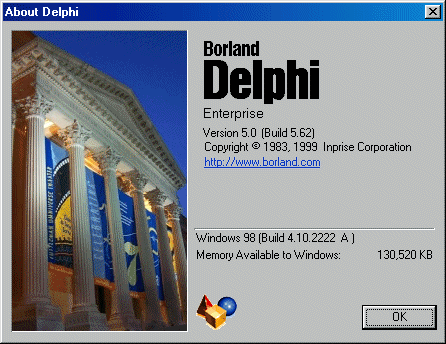 About Delphi
Borland
Delphi
Enterprise
Version 5.0 (Build 5.62)
Copyright © 1983, 1999 Inprise Corporation
http://www.borland.com
Windows 98 (Build 4.10.2222 A )
Memory Available to Windows: 130,520 KB
OK